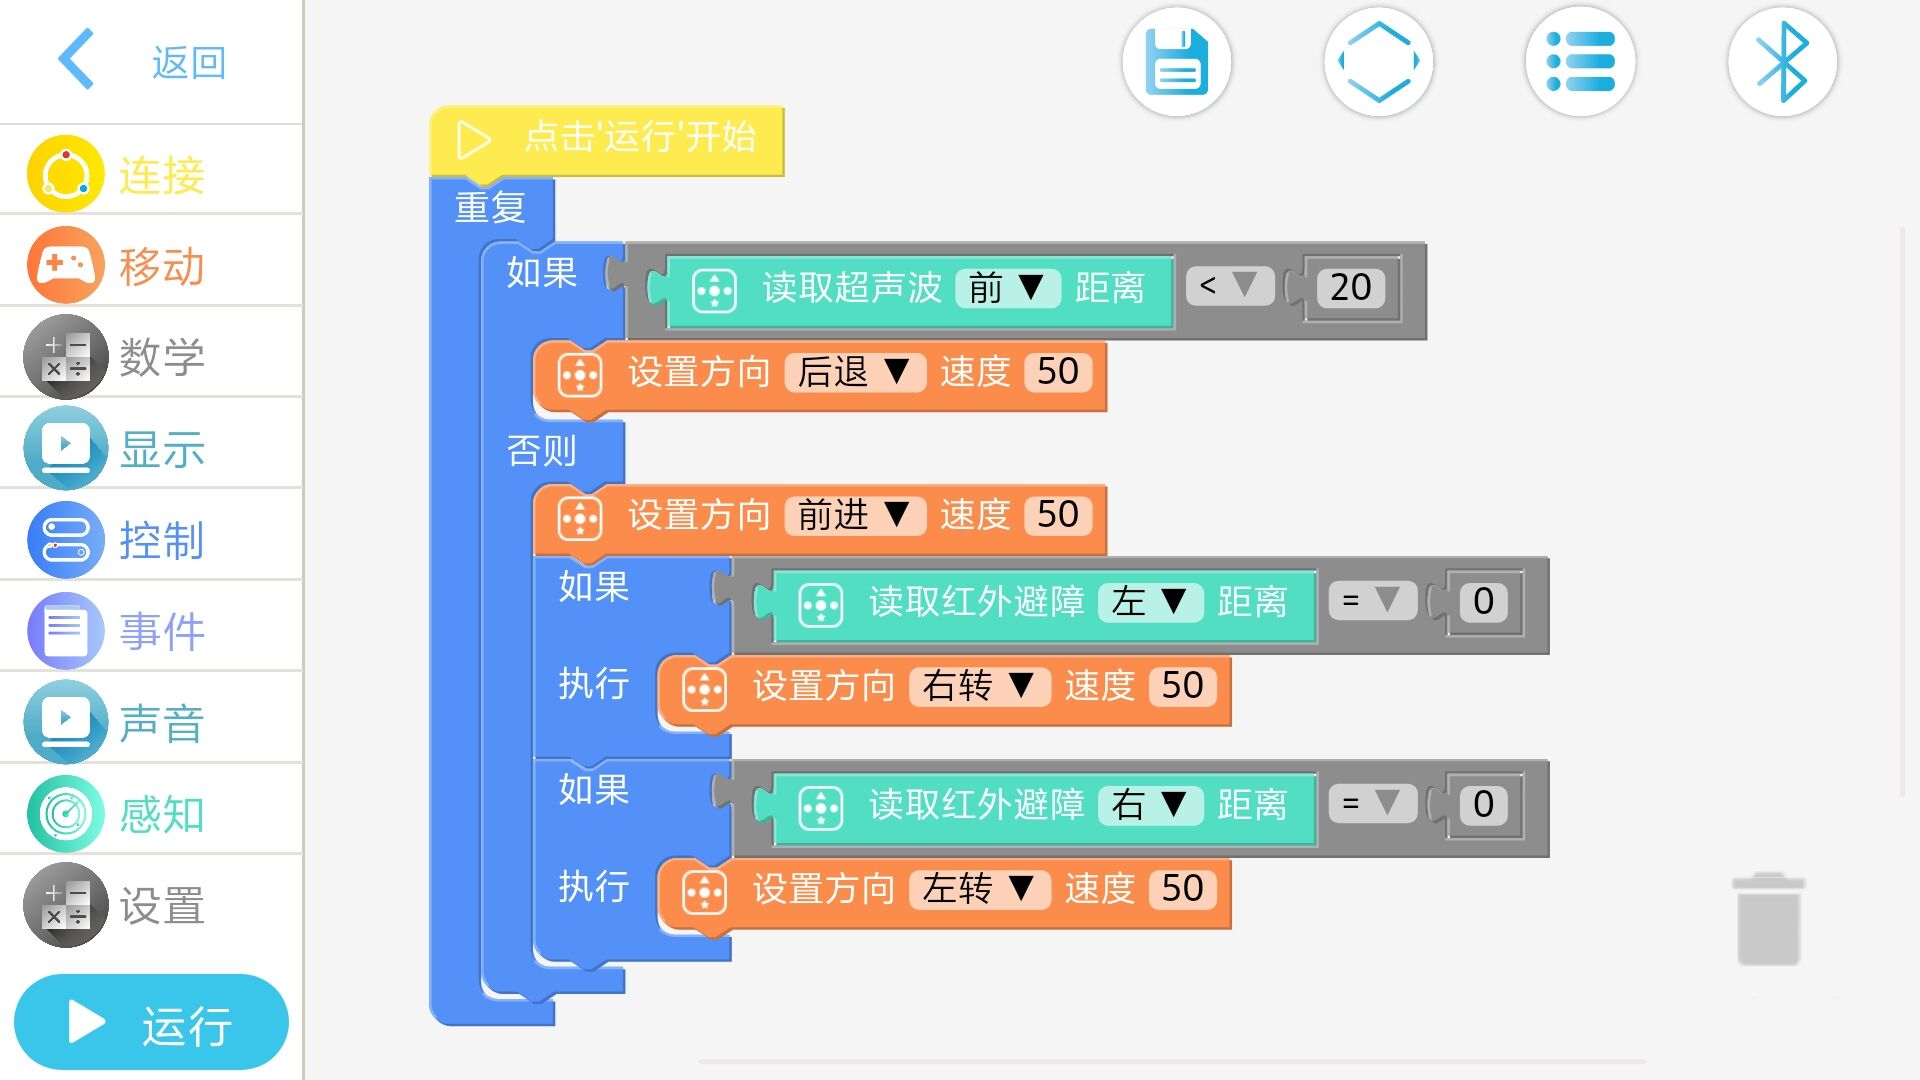 返回
连接
移动
数学
显示
控制
事件
声音
感知
设置
运行
点击'运行'开始
重复
如果 读取超声波 前 ▼ 距离 < ▼ 20
设置方向 后退 ▼ 速度 50
否则
设置方向 前进 ▼ 速度 50
如果 读取红外避障 左 ▼ 距离 = ▼ 0
执行 设置方向 右转 ▼ 速度 50
如果 读取红外避障 右 ▼ 距离 = ▼ 0
执行 设置方向 左转 ▼ 速度 50